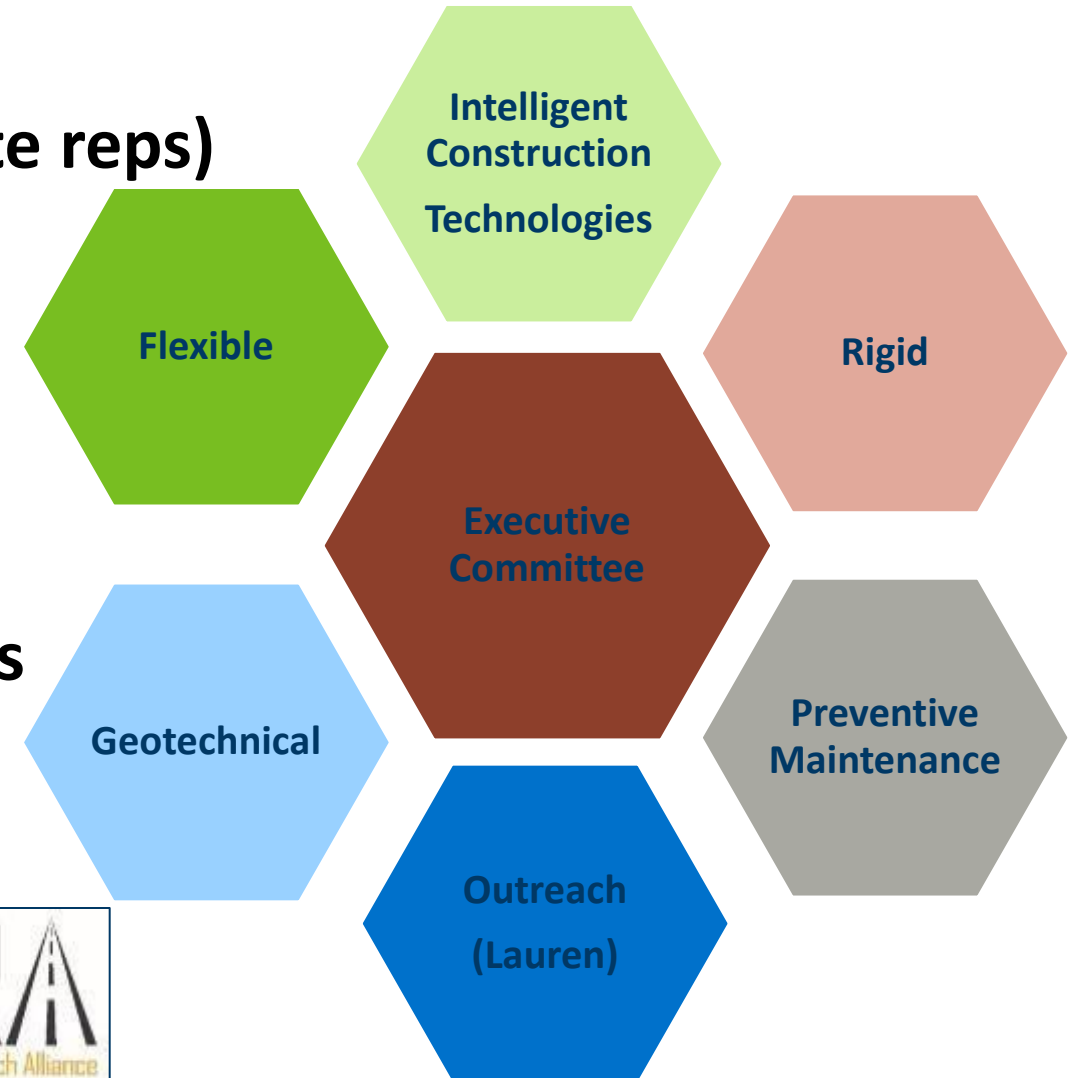 Intelligent
Construction
Technologies
te reps)
Flexible
Rigid
Executive
Committee
s
Geotechnical
Preventive
Maintenance
Outreach
(Lauren)
ch Alliance